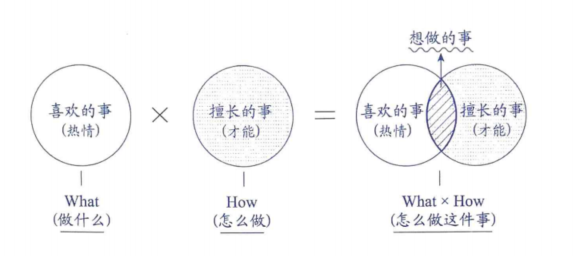 想做的事
喜欢的事
(热情)
×
擅长的事
(才能)
=
喜欢的事
(热情)
擅长的事
(才能)
What
(做什么)
How
(怎么做)
What × How
(怎么做这件事)